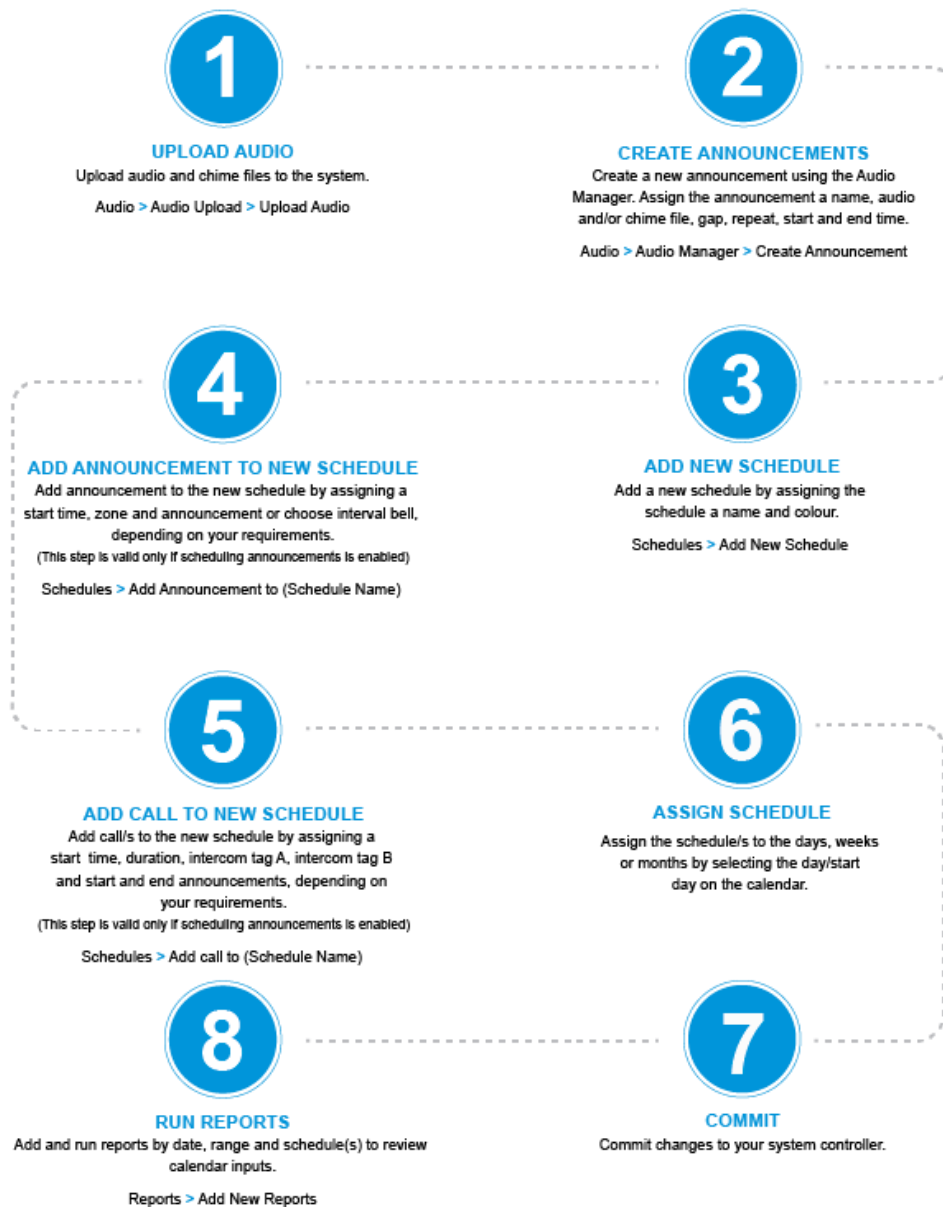 1
UPLOAD AUDIO
Upload audio and chime files to the system.
Audio > Audio Upload > Upload Audio
2
CREATE ANNOUNCEMENTS
Create a new announcement using the Audio
Manager. Assign the announcement a name, audio
and/or chime file, gap, repeat, start and end time.
Audio > Audio Manager > Create Announcement
3
ADD NEW SCHEDULE
Add a new schedule by assigning the
schedule a name and colour.
Schedules > Add New Schedule
4
ADD ANNOUNCEMENT TO NEW SCHEDULE
Add announcement to the new schedule by assigning a
start time, zone and announcement or choose interval bell,
depending on your requirements.
(This step is valid only if scheduling announcements is enabled)
Schedules > Add Announcement to (Schedule Name)
5
ADD CALL TO NEW SCHEDULE
Add call/s to the new schedule by assigning a
start time, duration, intercom tag A, intercom tag B
and start and end announcements, depending on
your requirements.
(This step is valid only if scheduling announcements is enabled)
Schedules > Add call to (Schedule Name)
6
ASSIGN SCHEDULE
Assign the schedule/s to the days, weeks
or months by selecting the day/start
day on the calendar.
7
COMMIT
Commit changes to your system controller.
8
RUN REPORTS
Add and run reports by date, range and schedule(s) to review
calendar inputs.
Reports > Add New Reports